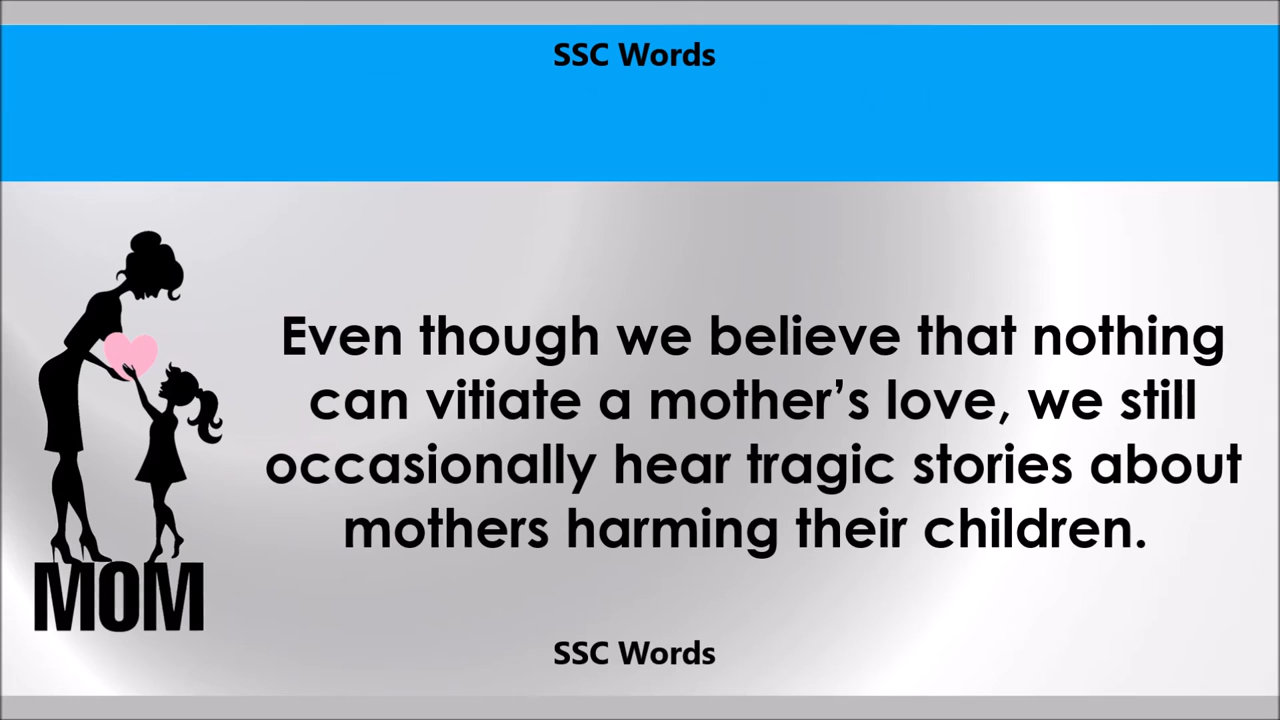 SSC Words
Even though we believe that nothing
can vitiate a mother’s love, we still
occasionally hear tragic stories about
mothers harming their children.
MOM
SSC Words